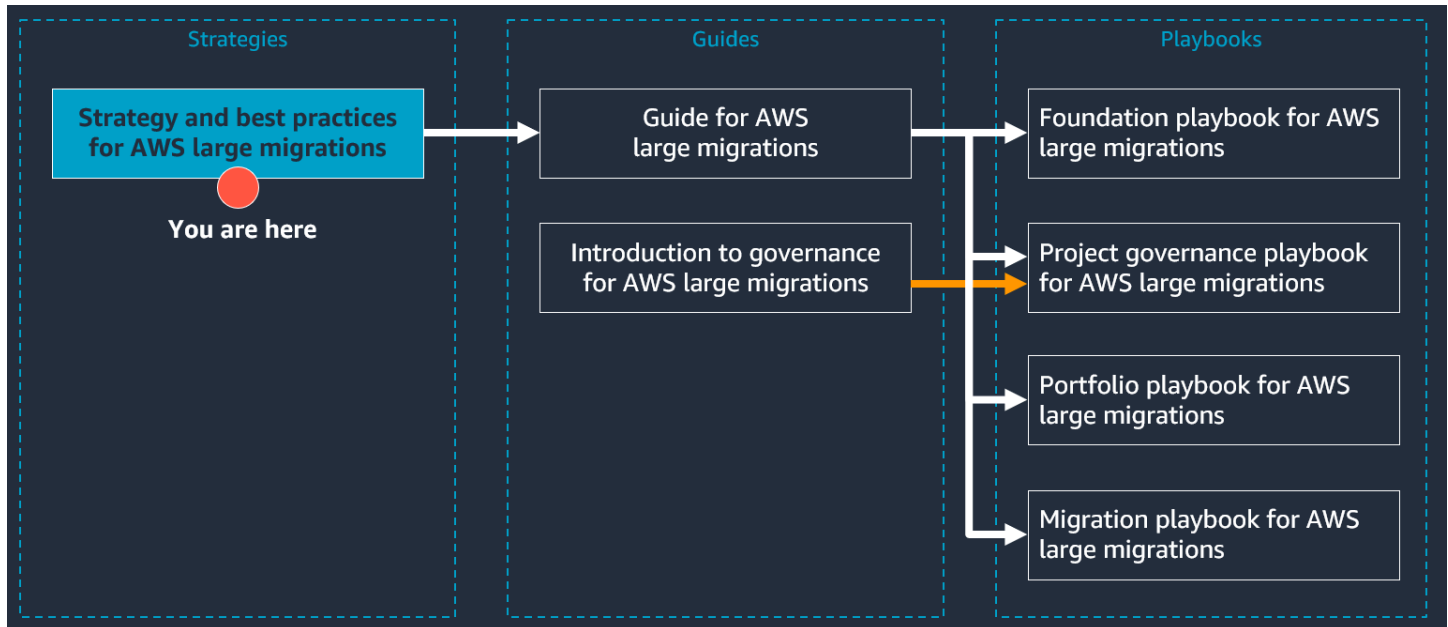 Strategies
Strategy and best practices
for AWS large migrations
You are here
Guides
Guide for AWS
large migrations
Introduction to governance
for AWS large migrations
Playbooks
Foundation playbook for AWS
large migrations
Project governance playbook
for AWS large migrations
Portfolio playbook for AWS
large migrations
Migration playbook for AWS
large migrations